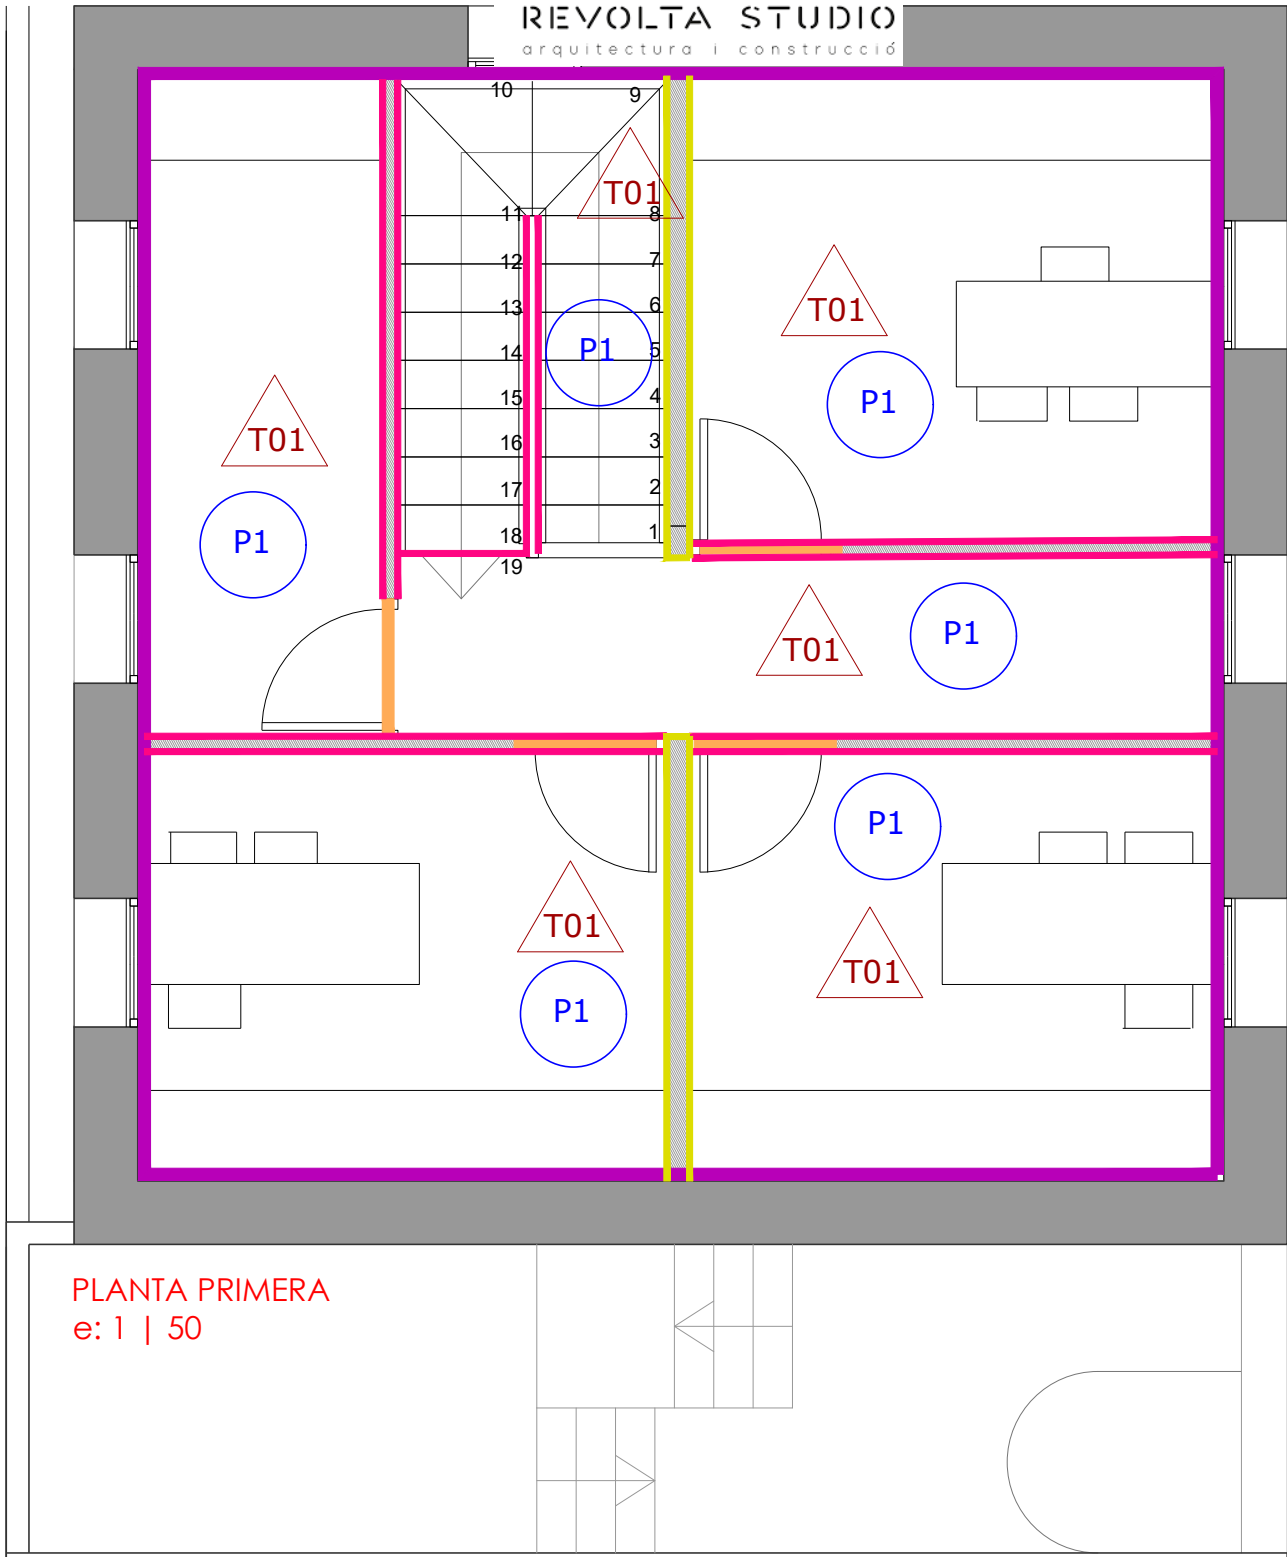 REVOLTA STUDIO
arquitectura i construcció
10
9
T01
11
8
12
7
13
6
T01
14
P1
5
15
4
P1
T01
16
3
17
2
P1
18
1
19
T01
P1
P1
T01
P1
T01
P1
PLANTA PRIMERA
e: 1 | 50